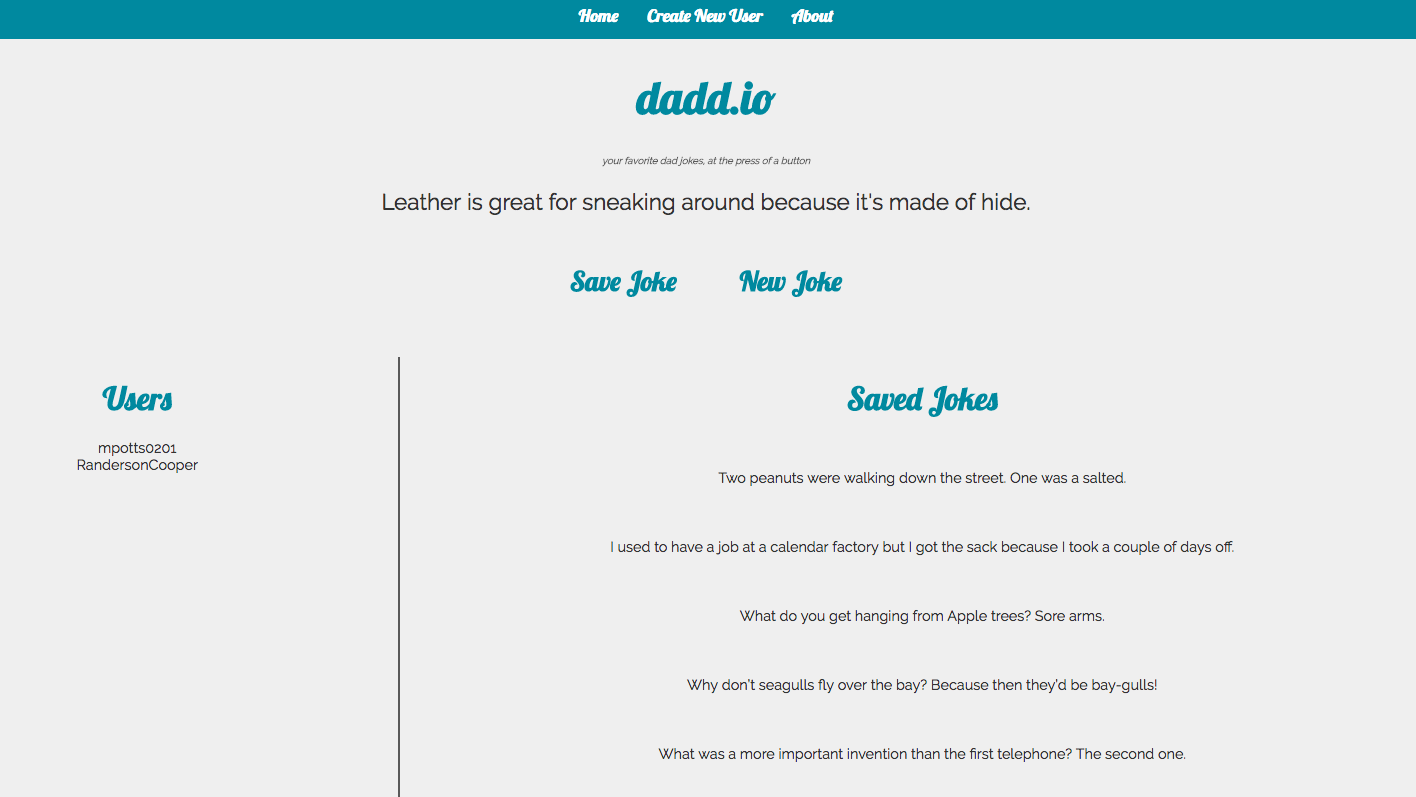 Home Create New User About
dadd.io
your favorite dad jokes, at the press of a button
Leather is great for sneaking around because it's made of hide.
Save Joke New Joke
Users
mpotts0201
RandersonCooper
Saved Jokes
Two peanuts were walking down the street. One was a salted.
I used to have a job at a calendar factory but I got the sack because I took a couple of days off.
What do you get hanging from Apple trees? Sore arms.
Why don’t seagulls fly over the bay? Because then they’d be bay-gulls!
What was a more important invention than the first telephone? The second one.